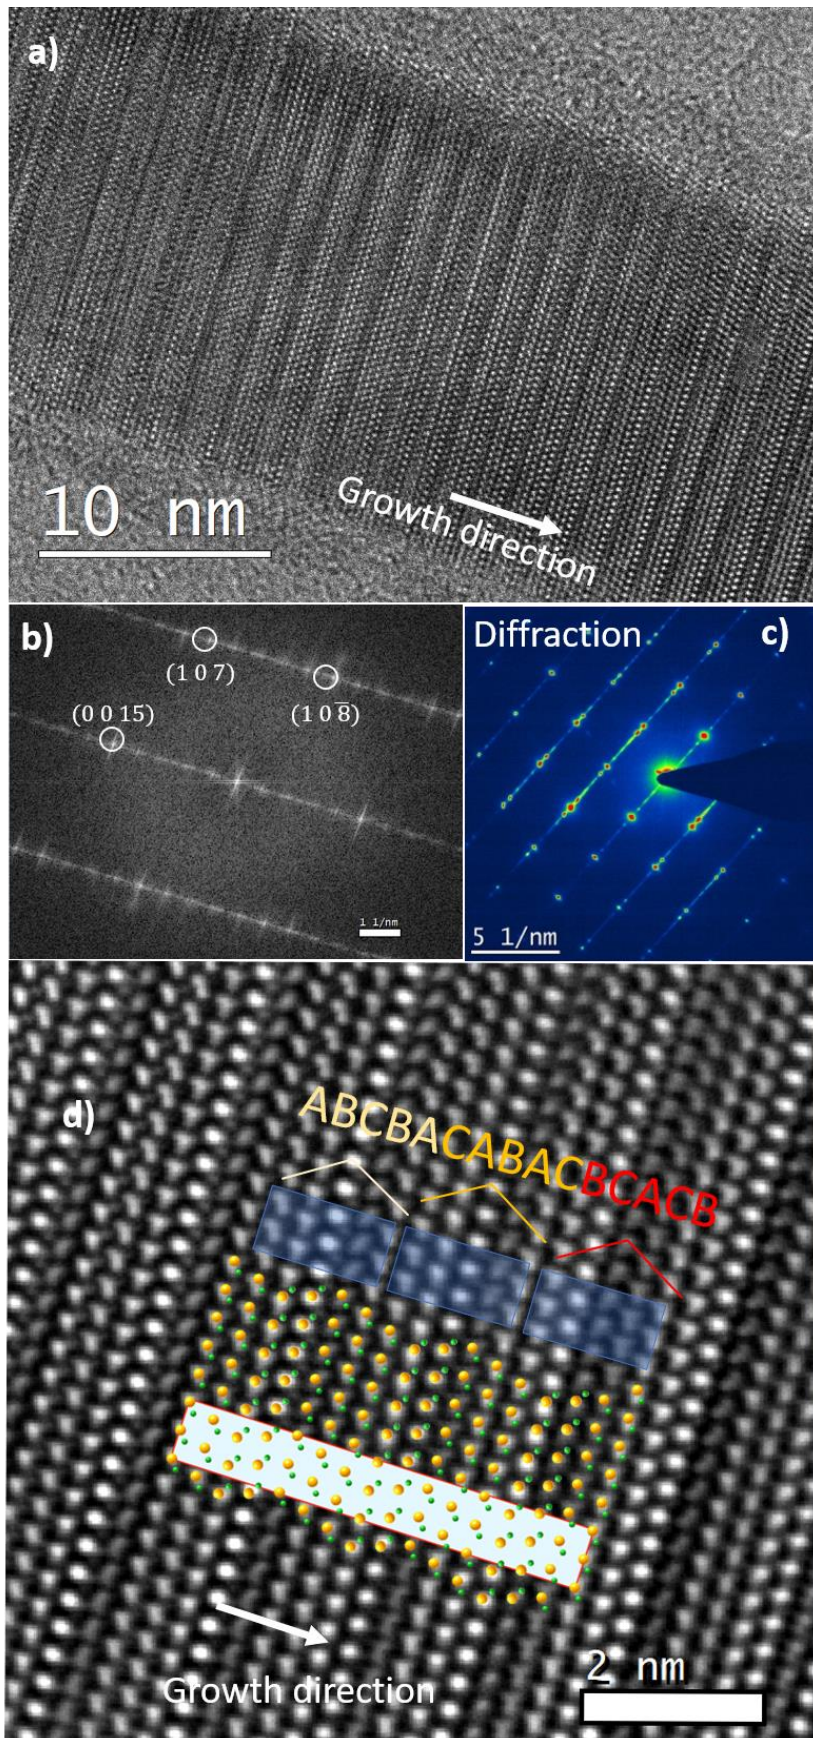 a)
10 nm
Growth direction
b)
(1 0 7)
(1 0 8̅)
(0 0 15)
1 1/nm
Diffraction
c)
5 1/nm
d)
ABCBACABACBCACB
Growth direction
2 nm